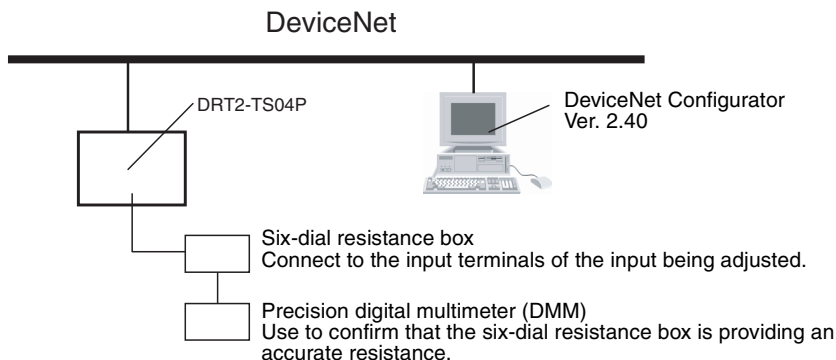 DeviceNet
DRT2-TS04P
DeviceNet Configurator
Ver. 2.40
Six-dial resistance box
Connect to the input terminals of the input being adjusted.
Precision digital multimeter (DMM)
Use to confirm that the six-dial resistance box is providing an
accurate resistance.